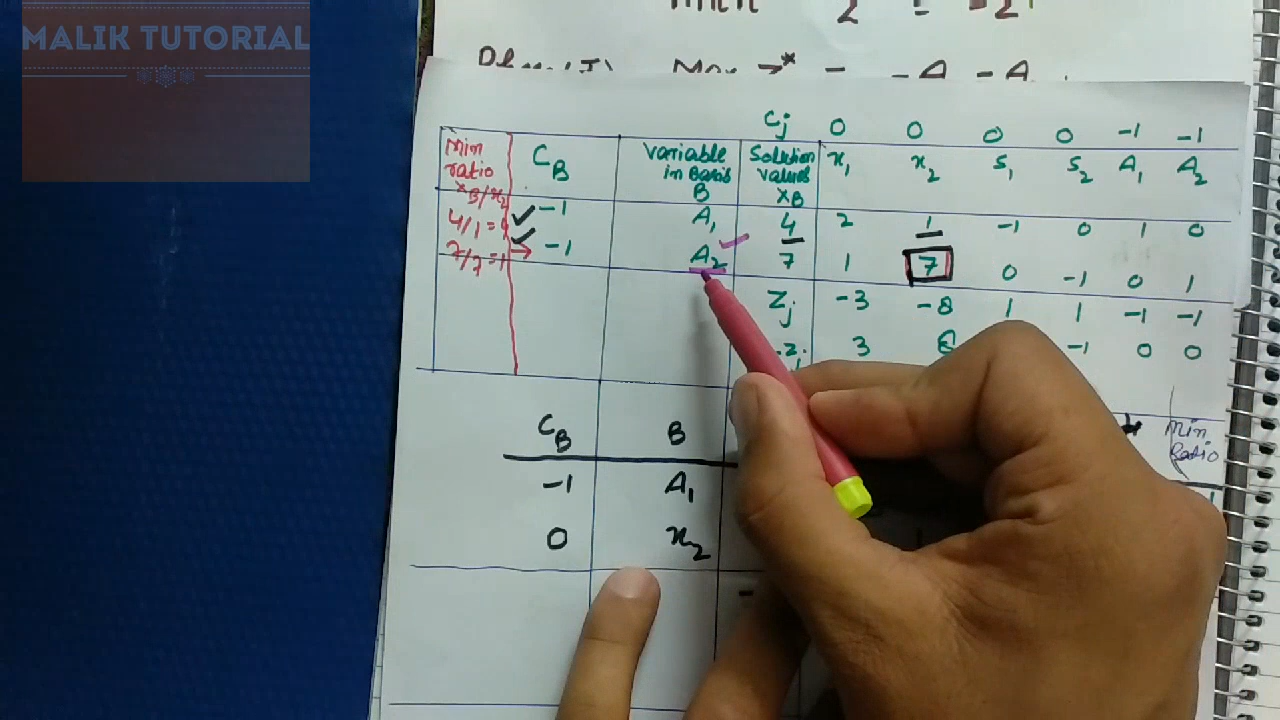 MALIK TUTORIAL
Max z* = -A - A
Cj 0 0 0 0 -1 -1
Min ratio XB/x2 CB Variable in Basis B Solution values XB x1 x2 s1 s2 A1 A2
4/1=4 -1 A1 4 2 1 -1 0 1 0
7/7=1 -1 A2 7 1 7 0 -1 0 1
Zj -3 -8 1 1 -1 -1
3 8 -1 0 0
CB B Min Ratio
-1 A1
0 x2